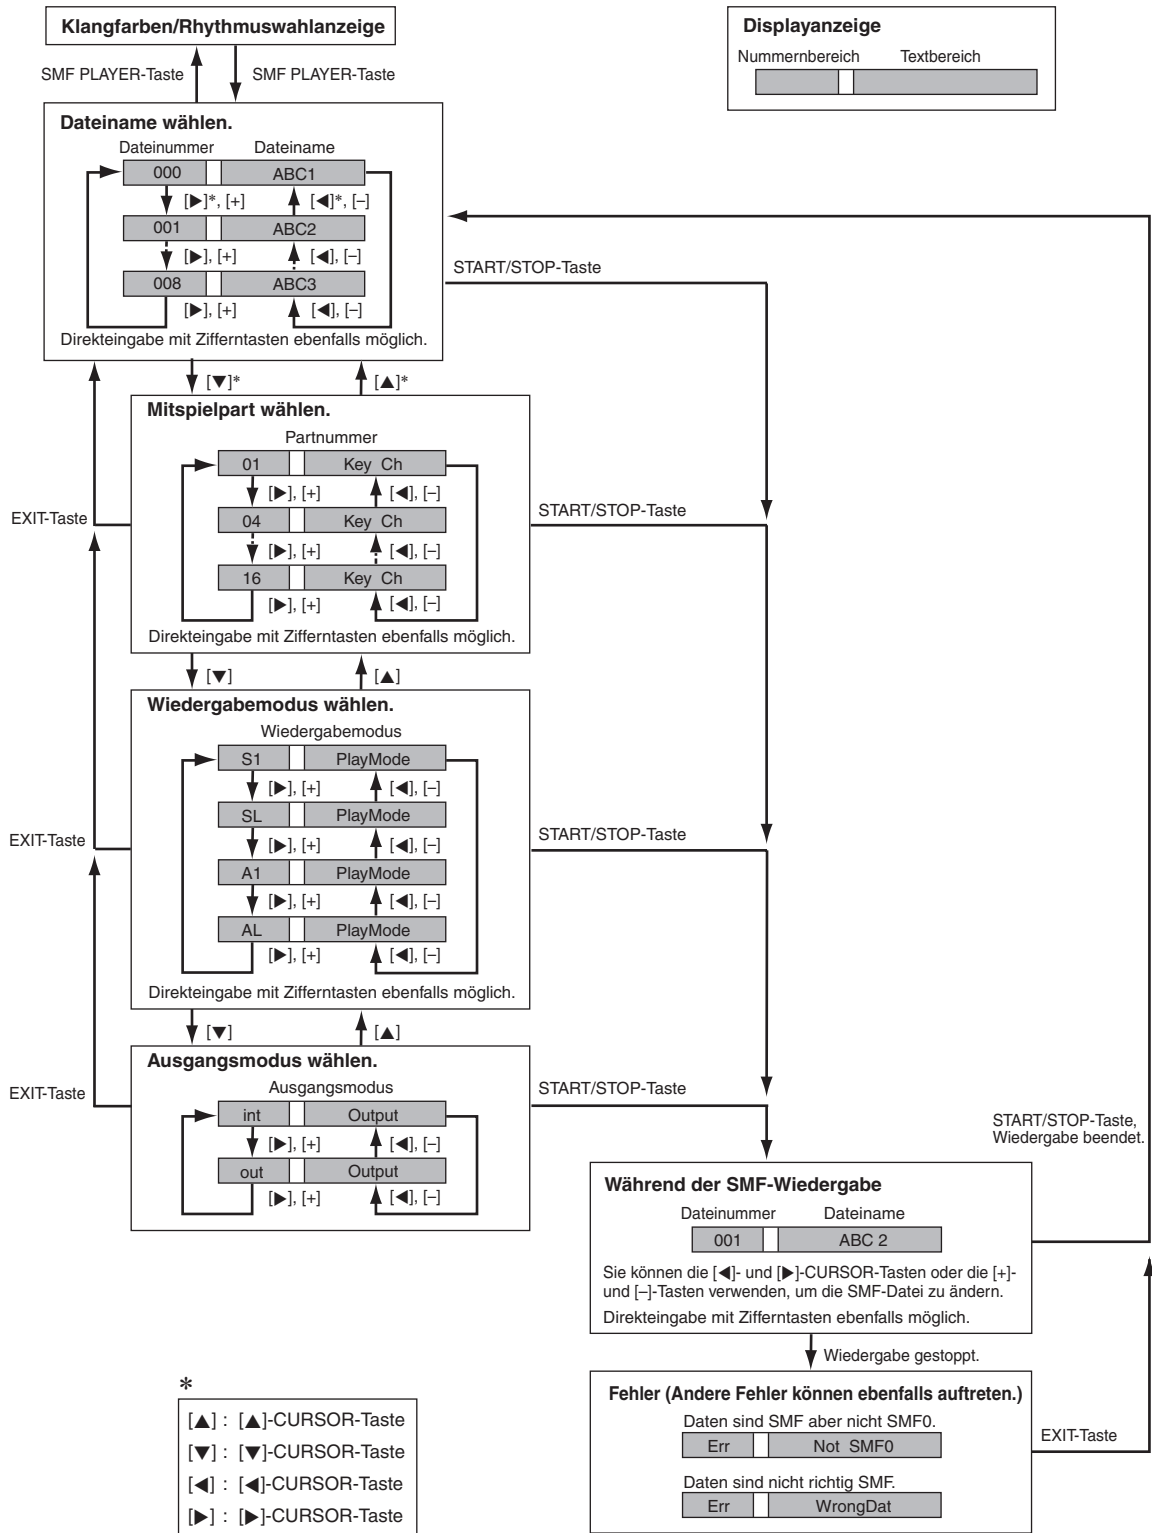 Klangfarben/Rhythmuswahlanzeige
SMF PLAYER-Taste SMF PLAYER-Taste
Displayanzeige
Nummernbereich Textbereich
Dateiname wählen.
Dateinummer Dateiname
000 ABC1
[▶]*, [+] [◀]*, [–]
001 ABC2
[▶], [+] [◀], [–]
008 ABC3
[▶], [+] [◀], [–]
Direkteingabe mit Zifferntasten ebenfalls möglich.
START/STOP-Taste
[▼]* [▲]*
Mitspielpart wählen.
Partnummer
01 Key Ch
[▶], [+] [◀], [–]
04 Key Ch
[▶], [+] [◀], [–]
16 Key Ch
[▶], [+] [◀], [–]
Direkteingabe mit Zifferntasten ebenfalls möglich.
EXIT-Taste
START/STOP-Taste
[▼] [▲]
Wiedergabemodus wählen.
Wiedergabemodus
S1 PlayMode
[▶], [+] [◀], [–]
SL PlayMode
[▶], [+] [◀], [–]
A1 PlayMode
[▶], [+] [◀], [–]
AL PlayMode
[▶], [+] [◀], [–]
Direkteingabe mit Zifferntasten ebenfalls möglich.
EXIT-Taste
START/STOP-Taste
[▼] [▲]
Ausgangsmodus wählen.
Ausgangsmodus
int Output
[▶], [+] [◀], [–]
out Output
[▶], [+] [◀], [–]
EXIT-Taste
START/STOP-Taste
START/STOP-Taste,
Wiedergabe beendet.
Während der SMF-Wiedergabe
Dateinummer Dateiname
001 ABC 2
Sie können die [◀]- und [▶]-CURSOR-Tasten oder die [+]-
und [–]-Tasten verwenden, um die SMF-Datei zu ändern.
Direkteingabe mit Zifferntasten ebenfalls möglich.
Wiedergabe gestoppt.
Fehler (Andere Fehler können ebenfalls auftreten.)
Daten sind SMF aber nicht SMF0.
Err Not SMF0
Daten sind nicht richtig SMF.
Err WrongDat
EXIT-Taste
*
[▲] : [▲]-CURSOR-Taste
[▼] : [▼]-CURSOR-Taste
[◀] : [◀]-CURSOR-Taste
[▶] : [▶]-CURSOR-Taste